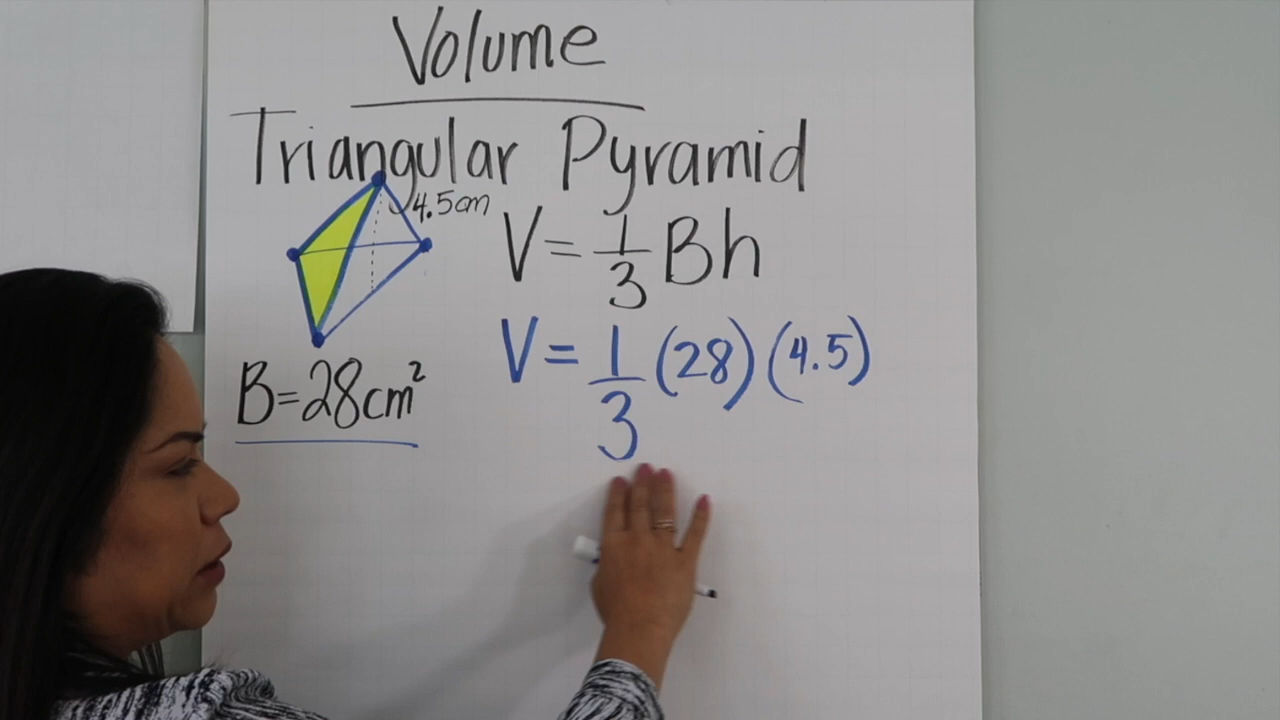 Volume
Triangular Pyramid
4.5cm
V = 1/3 Bh
V = 1/3 (28)(4.5)
B=28cm²